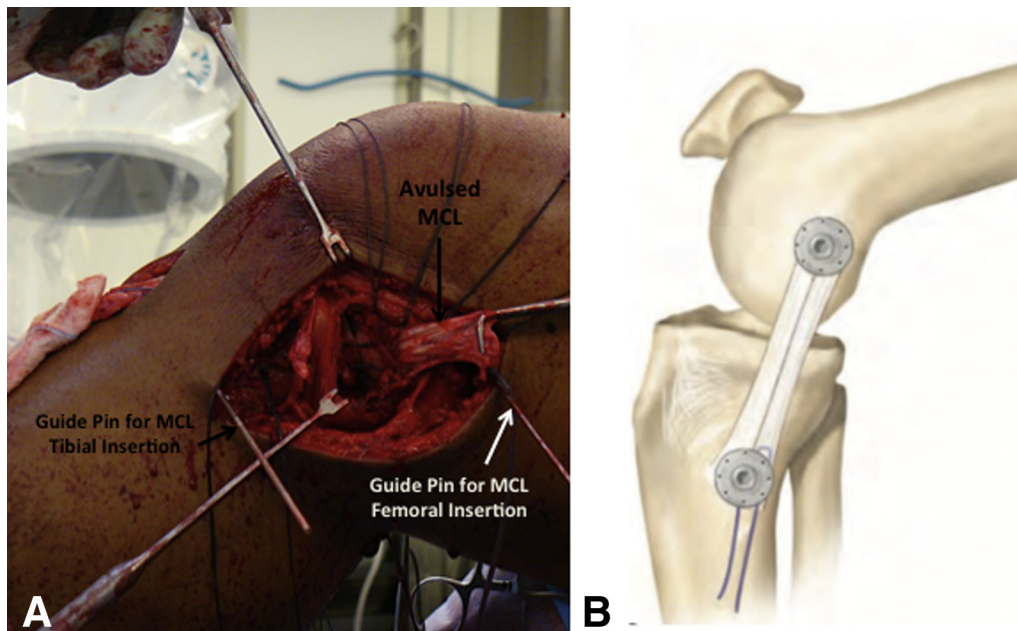 Avulsed
MCL
Guide Pin for MCL
Tibial Insertion
Guide Pin for MCL
Femoral Insertion
A
B